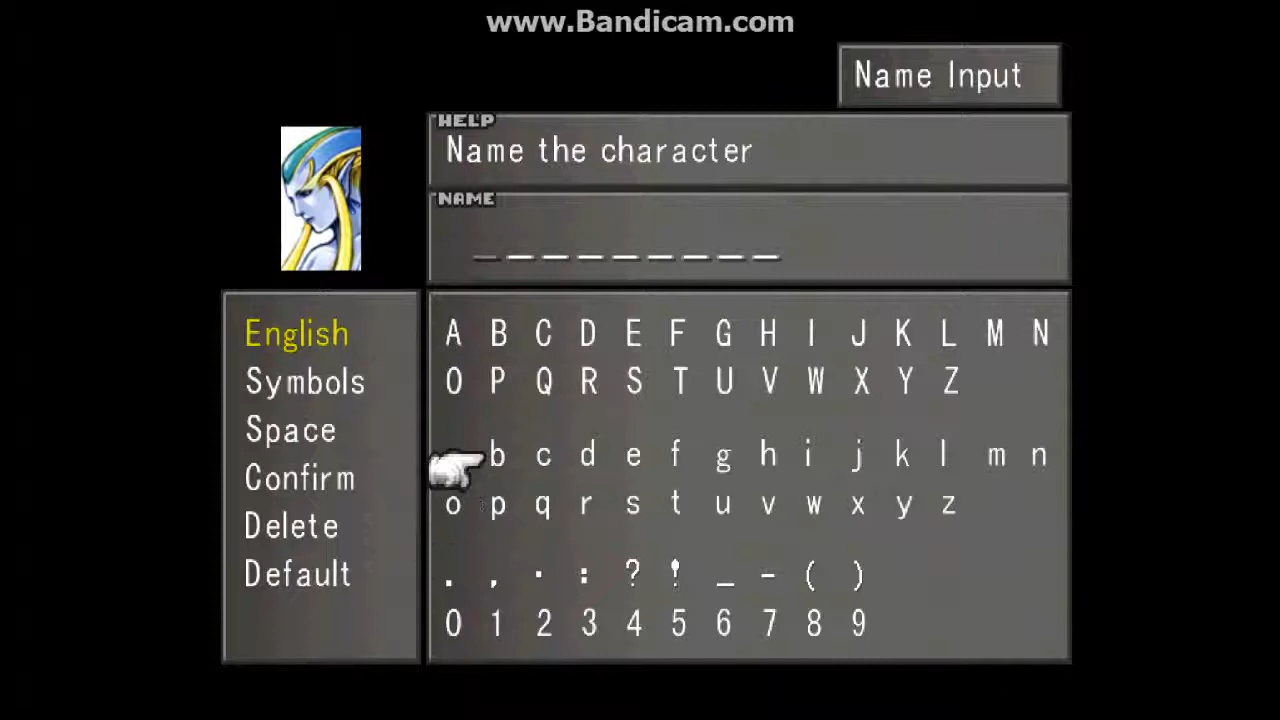 www.Bandicam.com
Name Input
HELP
Name the character
NAME
_ _ _ _ _ _ _ _ _
English
Symbols
Space
Confirm
Delete
Default
A B C D E F G H I J K L M N
O P Q R S T U V W X Y Z
b c d e f g h i j k l m n
o p q r s t u v w x y z
. , · : ? ! _ - ( )
0 1 2 3 4 5 6 7 8 9